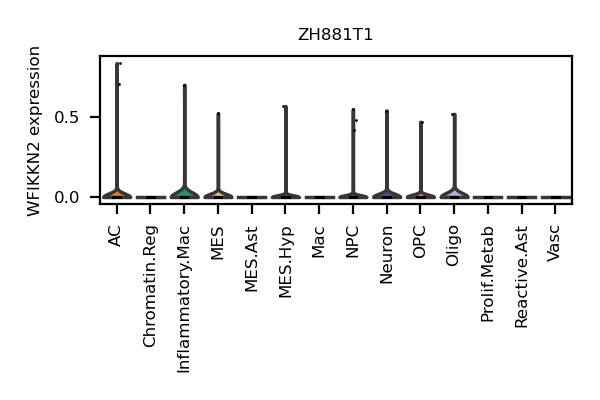 ZH881T1
WFIKKN2 expression
0.5
0.0
AC
Chromatin.Reg
Inflammatory.Mac
MES
MES.Ast
MES.Hyp
Mac
NPC
Neuron
OPC
Oligo
Prolif.Metab
Reactive.Ast
Vasc